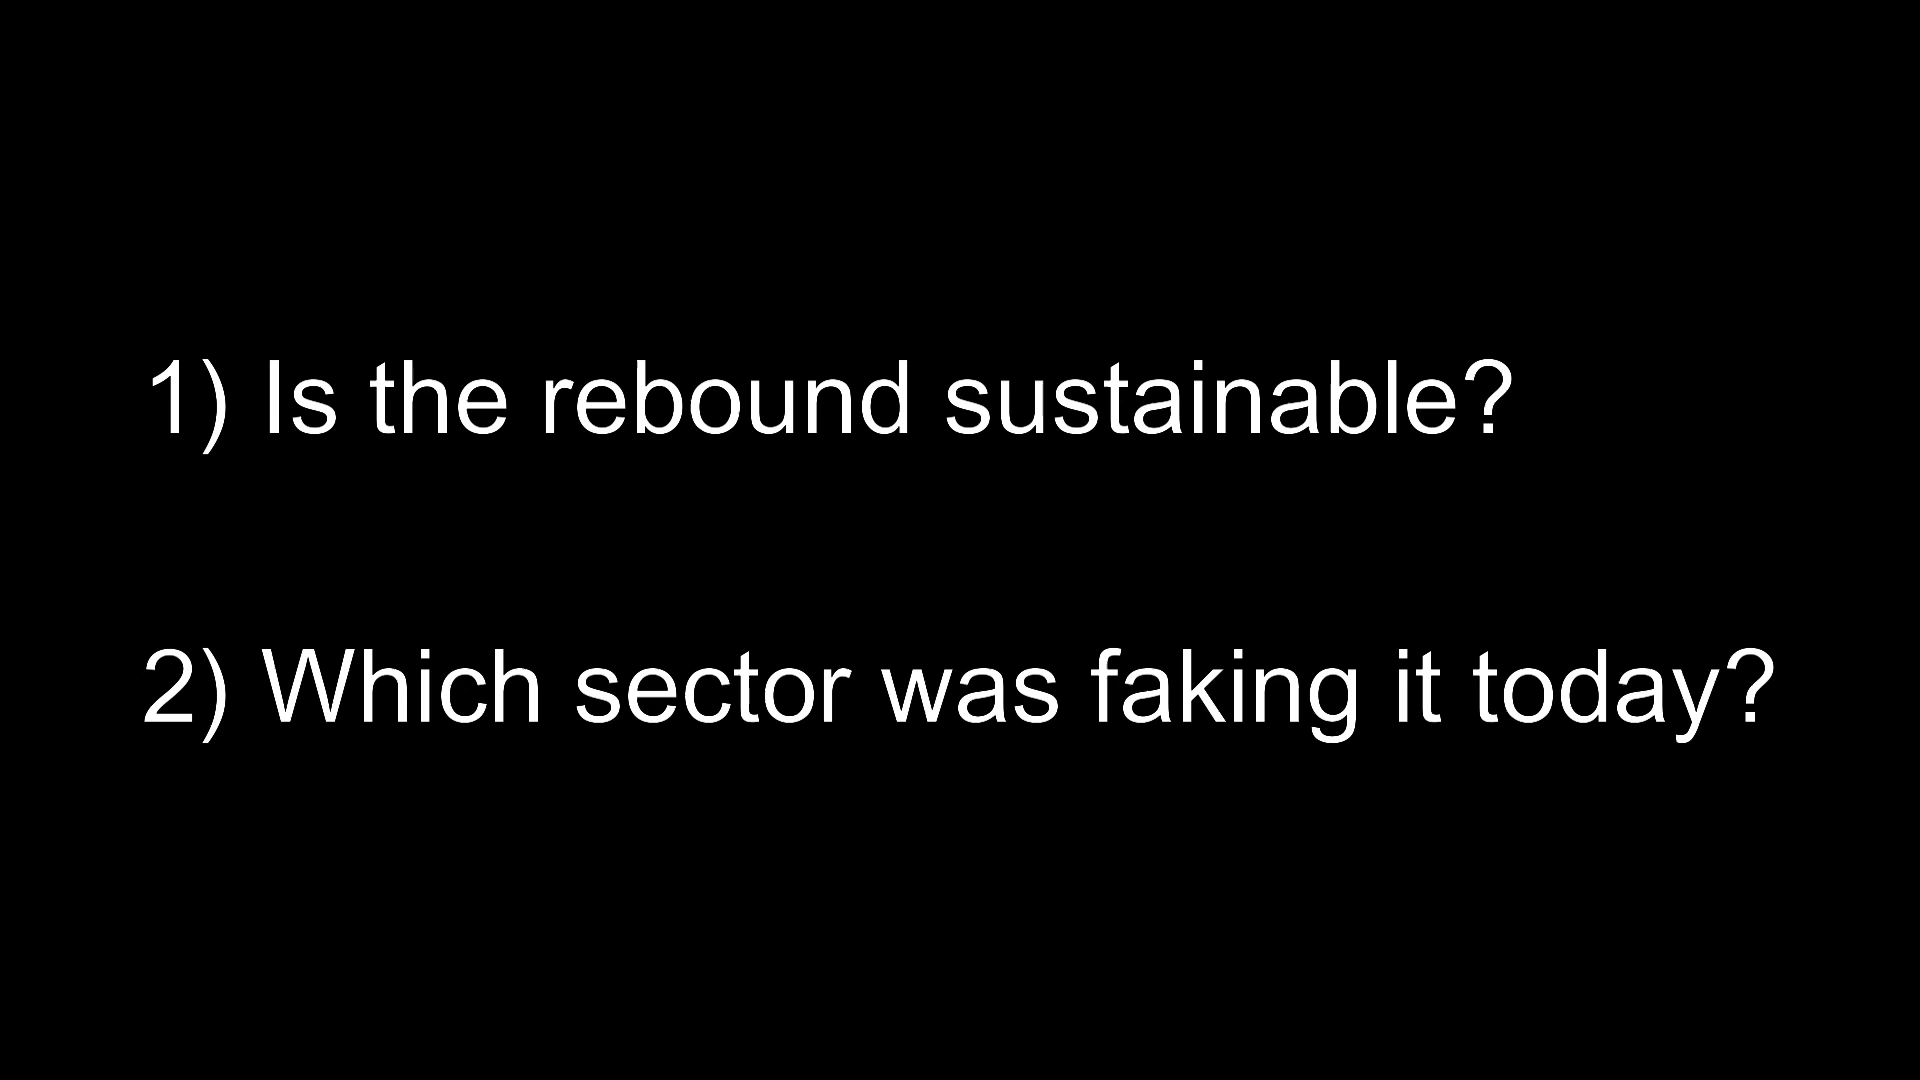 1) Is the rebound sustainable?
2) Which sector was faking it today?